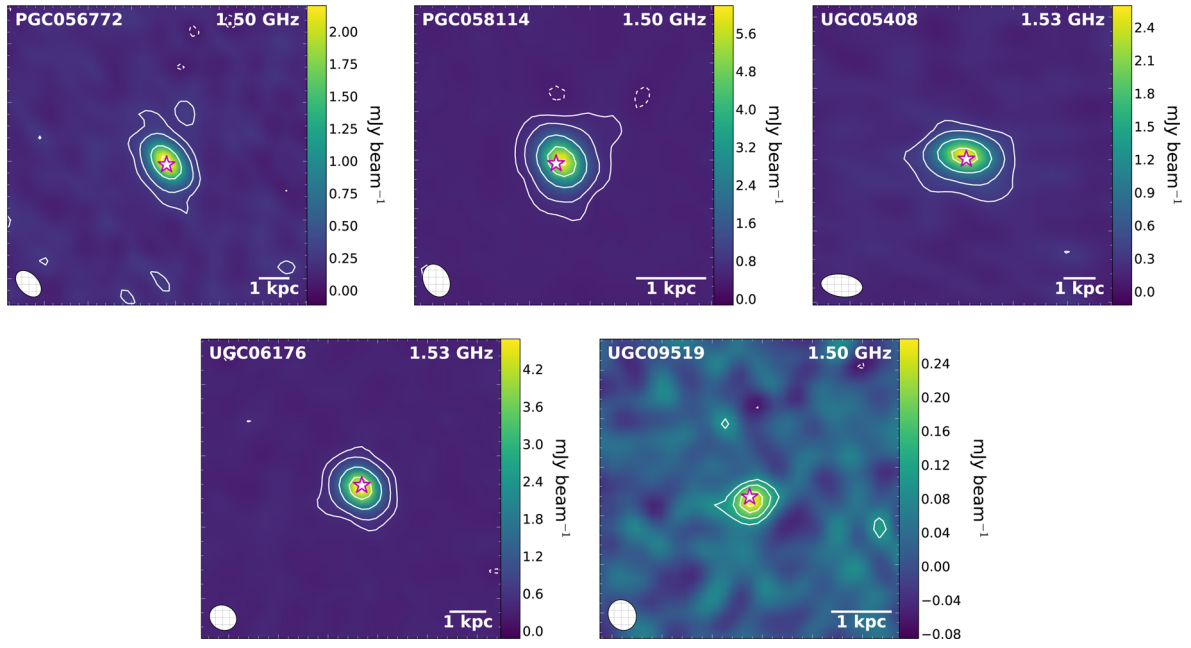 PGC056772 1.50 GHz
2.00
1.75
1.50
1.25
1.00
0.75
0.50
0.25
0.00
mJy beam−1
1 kpc
PGC058114 1.50 GHz
5.6
4.8
4.0
3.2
2.4
1.6
0.8
0.0
mJy beam−1
1 kpc
UGC05408 1.53 GHz
2.4
2.1
1.8
1.5
1.2
0.9
0.6
0.3
0.0
mJy beam−1
1 kpc
UGC06176 1.53 GHz
4.2
3.6
3.0
2.4
1.8
1.2
0.6
0.0
mJy beam−1
1 kpc
UGC09519 1.50 GHz
0.24
0.20
0.16
0.12
0.08
0.04
0.00
−0.04
−0.08
mJy beam−1
1 kpc